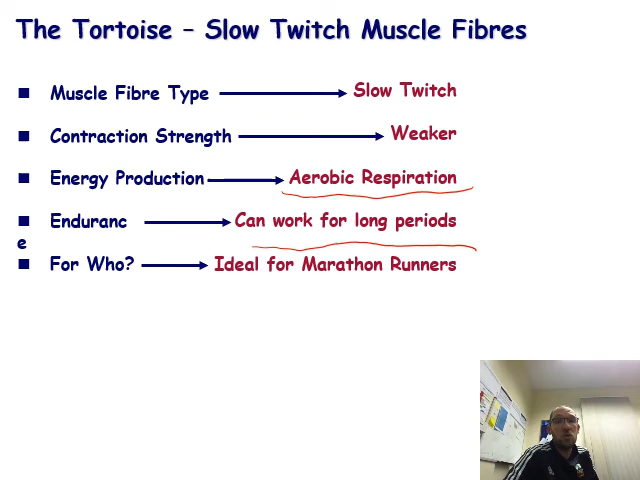 The Tortoise – Slow Twitch Muscle Fibres
Muscle Fibre Type Slow Twitch
Contraction Strength Weaker
Energy Production Aerobic Respiration
Enduranc Can work for long periods
e
For Who? Ideal for Marathon Runners